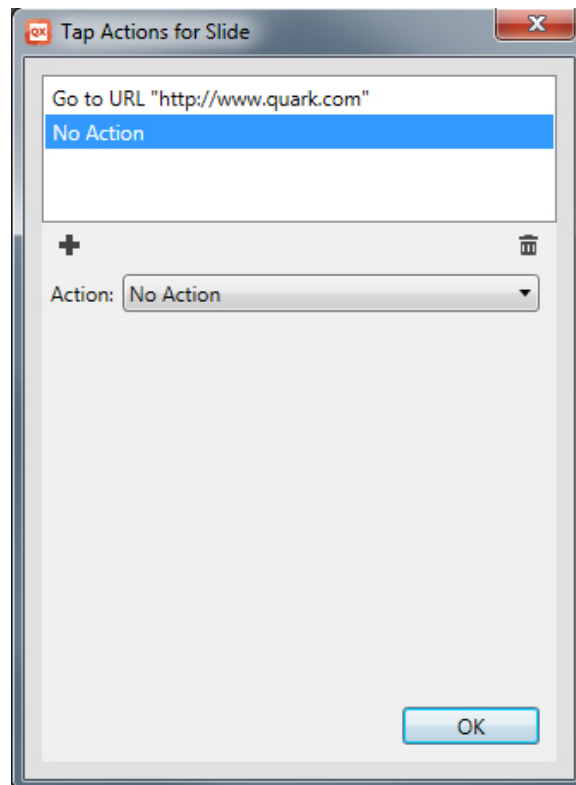 QX Tap Actions for Slide
Go to URL "http://www.quark.com"
No Action
Action: No Action
OK